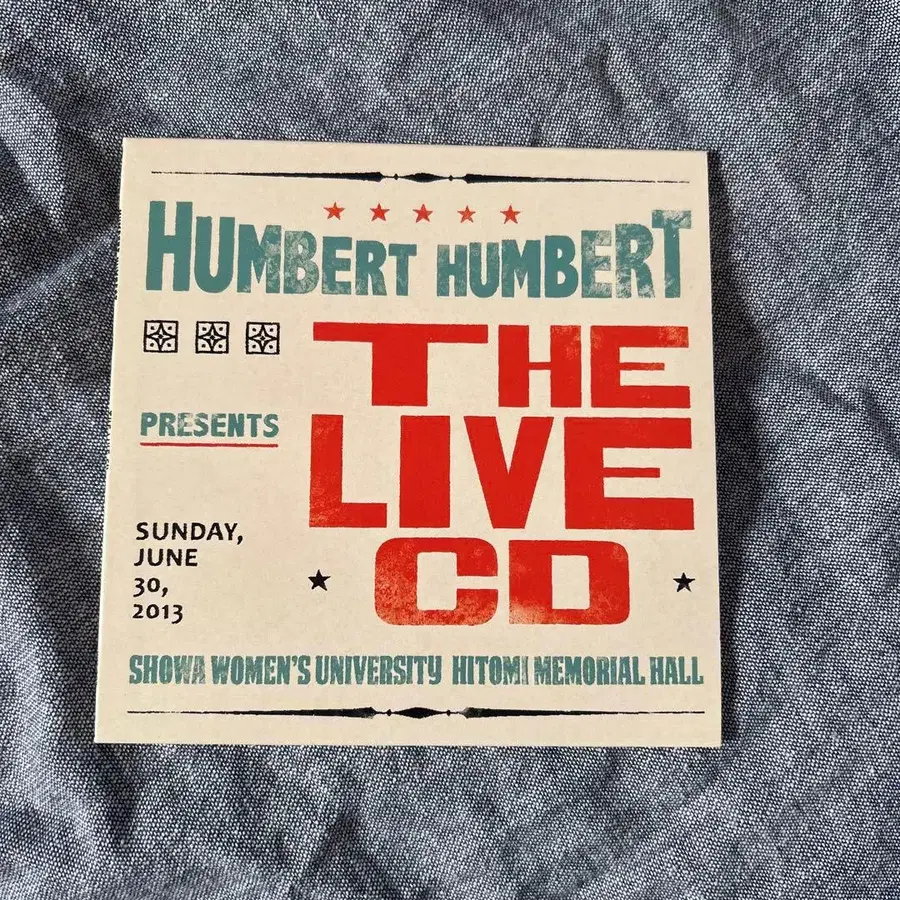 HUMBERT HUMBERT
PRESENTS
THE
LIVE
CD
SUNDAY,
JUNE
30,
2013
SHOWA WOMEN'S UNIVERSITY HITOMI MEMORIAL HALL